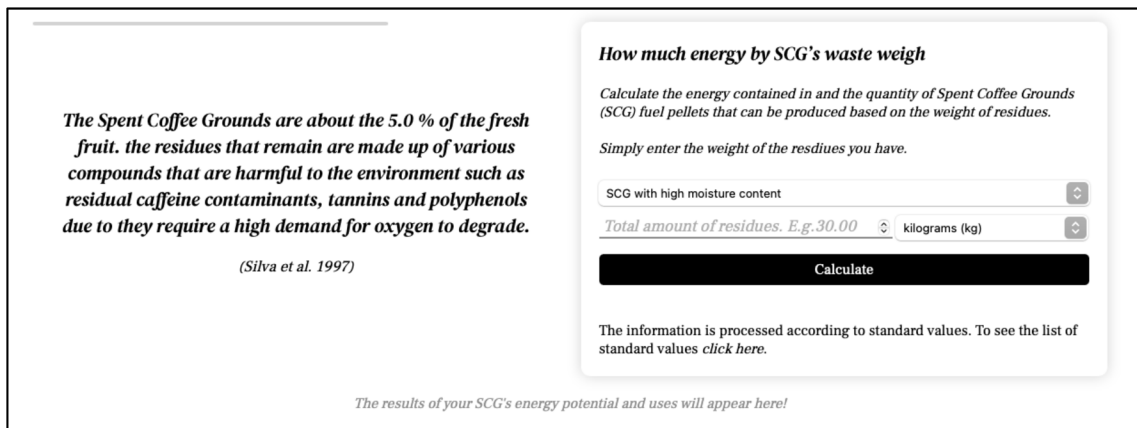 The Spent Coffee Grounds are about the 5.0 % of the fresh
fruit. the residues that remain are made up of various
compounds that are harmful to the environment such as
residual caffeine contaminants, tannins and polyphenols
due to they require a high demand for oxygen to degrade.
(Silva et al. 1997)
How much energy by SCG's waste weigh
Calculate the energy contained in and the quantity of Spent Coffee Grounds
(SCG) fuel pellets that can be produced based on the weight of residues.
Simply enter the weight of the resdiues you have.
SCG with high moisture content
Total amount of residues. E.g.30.00 kilograms (kg)
Calculate
The information is processed according to standard values. To see the list of
standard values click here.
The results of your SCG's energy potential and uses will appear here!